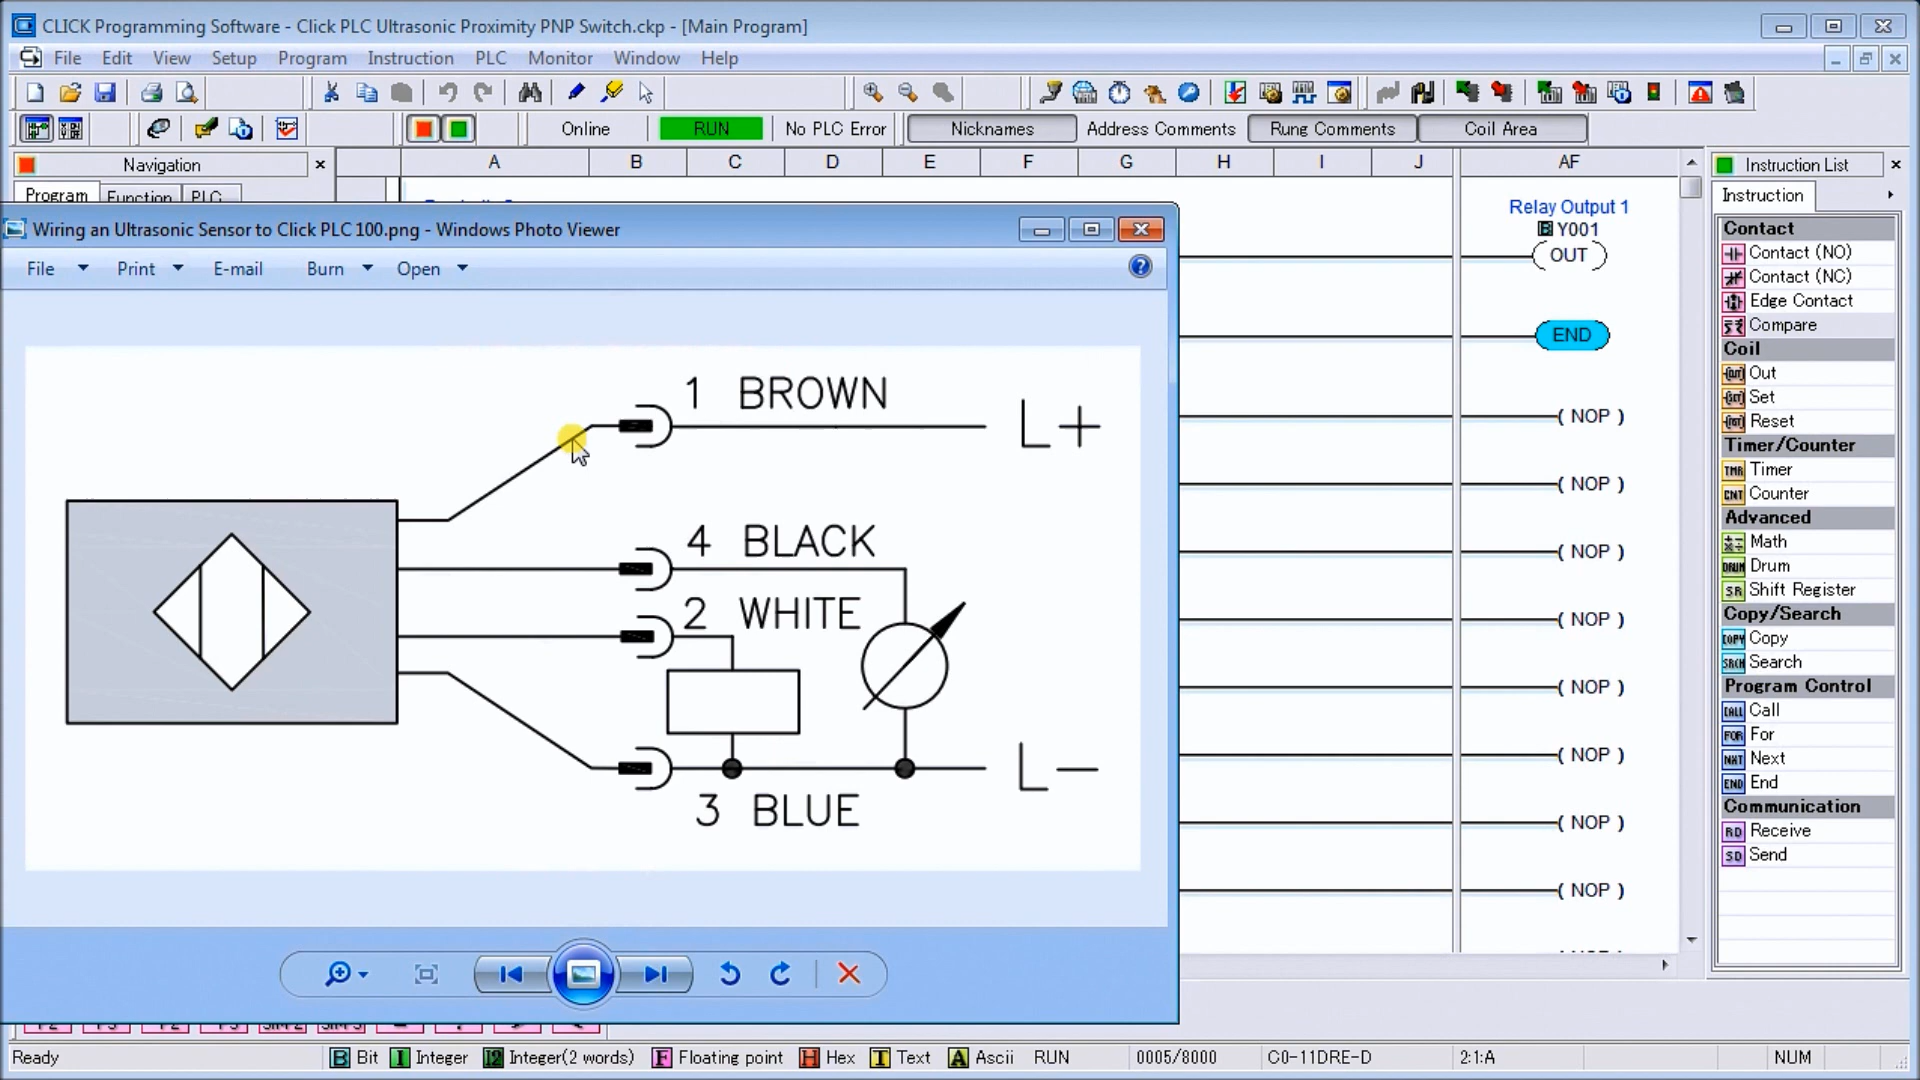 CLICK Programming Software - Click PLC Ultrasonic Proximity PNP Switch.ckp - [Main Program]
File Edit View Setup Program Instruction PLC Monitor Window Help
Online RUN No PLC Error Nicknames Address Comments Rung Comments Coil Area
Navigation
Program Function PLC
A B C D E F G H I J AF
Relay Output 1
Y001
OUT
END
( NOP )
( NOP )
( NOP )
( NOP )
( NOP )
( NOP )
( NOP )
( NOP )
Wiring an Ultrasonic Sensor to Click PLC 100.png - Windows Photo Viewer
File Print E-mail Burn Open
1 BROWN
L+
4 BLACK
2 WHITE
L-
3 BLUE
Instruction List
Instruction
Contact
Contact (NO)
Contact (NC)
Edge Contact
Compare
Coil
Out
Set
Reset
Timer/Counter
Timer
Counter
Advanced
Math
Drum
Shift Register
Copy/Search
Copy
Search
Program Control
Call
For
Next
End
Communication
Receive
Send
Ready B Bit I Integer I2 Integer(2 words) F Floating point H Hex T Text A Ascii RUN 0005/8000 C0-11DRE-D 2:1:A NUM